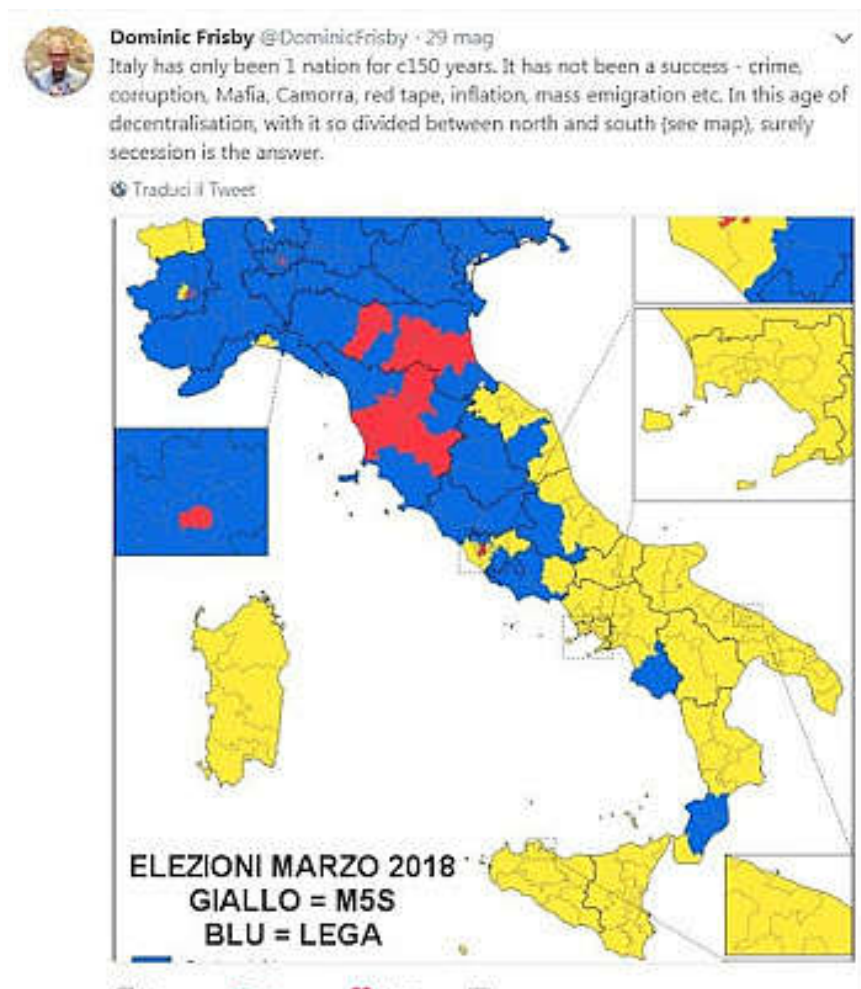 Dominic Frisby @DominicFrisby · 29 mag
Italy has only been 1 nation for c150 years. It has not been a success - crime,
corruption, Mafia, Camorra, red tape, inflation, mass emigration etc. In this age of
decentralisation, with it so divided between north and south (see map), surely
secession is the answer.
Traduci il Tweet
ELEZIONI MARZO 2018
GIALLO = M5S
BLU = LEGA